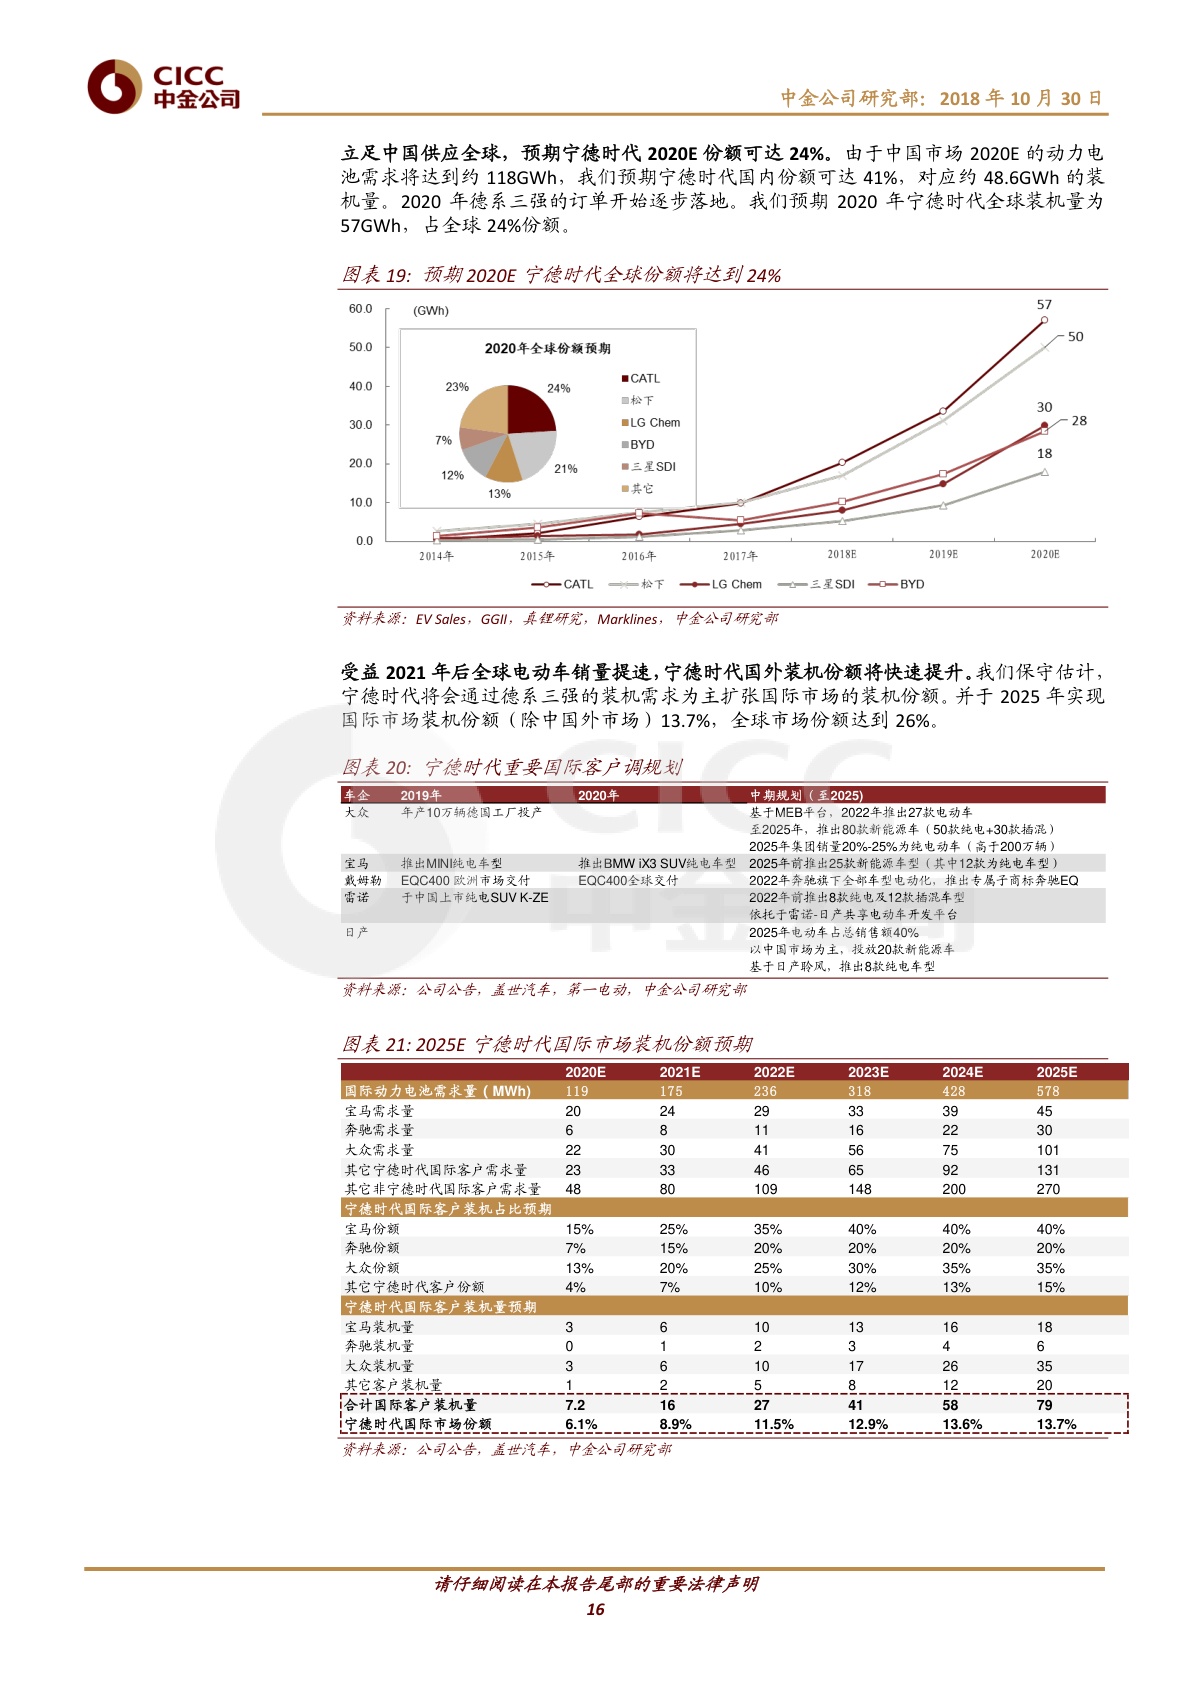 CICC
中金公司
中金公司研究部：2018 年 10 月 30 日
立足中国供应全球，预期宁德时代 2020E 份额可达 24%。由于中国市场 2020E 的动力电
池需求将达到约 118GWh，我们预期宁德时代国内份额可达 41%，对应约 48.6GWh 的装
机量。2020 年德系三强的订单开始逐步落地。我们预期 2020 年宁德时代全球装机量为
57GWh，占全球 24%份额。
图表 19: 预期 2020E 宁德时代全球份额将达到 24%
60.0
50.0
40.0
30.0
20.0
10.0
0.0
(GWh)
2020年全球份额预期
24%
21%
13%
12%
7%
23%
CATL
松下
LG Chem
BYD
三星SDI
其它
57
50
30
28
18
2014年 2015年 2016年 2017年 2018E 2019E 2020E
CATL 松下 LG Chem 三星SDI BYD
资料来源：EV Sales，GGII，真锂研究，Marklines，中金公司研究部
受益 2021 年后全球电动车销量提速，宁德时代国外装机份额将快速提升。我们保守估计，
宁德时代将会通过德系三强的装机需求为主扩张国际市场的装机份额。并于 2025 年实现
国际市场装机份额（除中国外市场）13.7%，全球市场份额达到 26%。
图表 20: 宁德时代重要国际客户调规划
车企 2019年 2020年 中期规划（至2025)
大众 年产10万辆德国工厂投产 基于MEB平台，2022年推出27款电动车
至2025年，推出80款新能源车（50款纯电+30款插混）
2025年集团销量20%-25%为纯电动车（高于200万辆）
宝马 推出MINI纯电车型 推出BMW iX3 SUV纯电车型 2025年前推出25款新能源车型（其中12款为纯电车型）
戴姆勒 EQC400 欧洲市场交付 EQC400全球交付 2022年奔驰旗下全部车型电动化，推出专属子商标奔驰EQ
雷诺 于中国上市纯电SUV K-ZE 2022年前推出8款纯电及12款插混车型
依托于雷诺-日产共享电动车开发平台
日产 2025年电动车占总销售额40%
以中国市场为主，投放20款新能源车
基于日产聆风，推出8款纯电车型
资料来源：公司公告，盖世汽车，第一电动，中金公司研究部
图表 21: 2025E 宁德时代国际市场装机份额预期
2020E 2021E 2022E 2023E 2024E 2025E
国际动力电池需求量（MWh) 119 175 236 318 428 578
宝马需求量 20 24 29 33 39 45
奔驰需求量 6 8 11 16 22 30
大众需求量 22 30 41 56 75 101
其它宁德时代国际客户需求量 23 33 46 65 92 131
其它非宁德时代国际客户需求量 48 80 109 148 200 270
宁德时代国际客户装机占比预期
宝马份额 15% 25% 35% 40% 40% 40%
奔驰份额 7% 15% 20% 20% 20% 20%
大众份额 13% 20% 25% 30% 35% 35%
其它宁德时代客户份额 4% 7% 10% 12% 13% 15%
宁德时代国际客户装机量预期
宝马装机量 3 6 10 13 16 18
奔驰装机量 0 1 2 3 4 6
大众装机量 3 6 10 17 26 35
其它客户装机量 1 2 5 8 12 20
合计国际客户装机量 7.2 16 27 41 58 79
宁德时代国际市场份额 6.1% 8.9% 11.5% 12.9% 13.6% 13.7%
资料来源：公司公告，盖世汽车，中金公司研究部
请仔细阅读在本报告尾部的重要法律声明
16